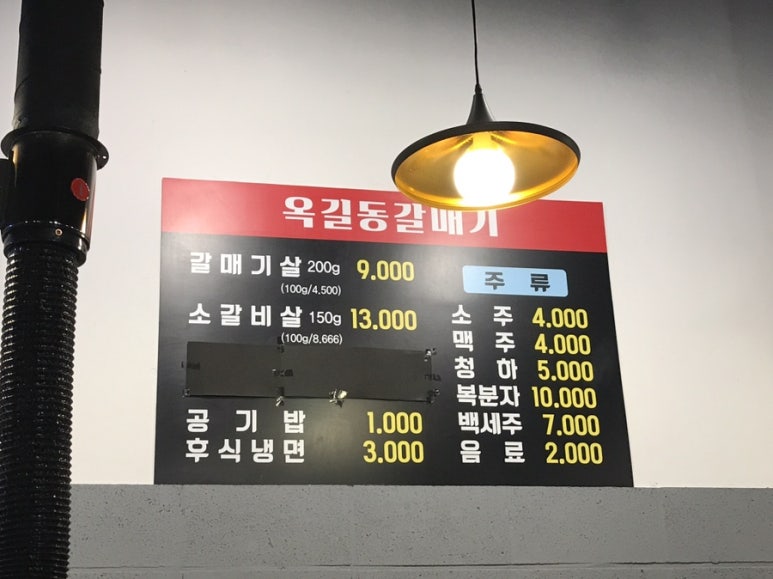 옥길동갈매기
갈매기살 200g 9.000
(100g/4.500)
소갈비살 150g 13.000
(100g/8.666)
공기밥 1.000
후식냉면 3.000
주류
소주 4.000
맥주 4.000
청하 5.000
복분자 10.000
백세주 7.000
음료 2.000